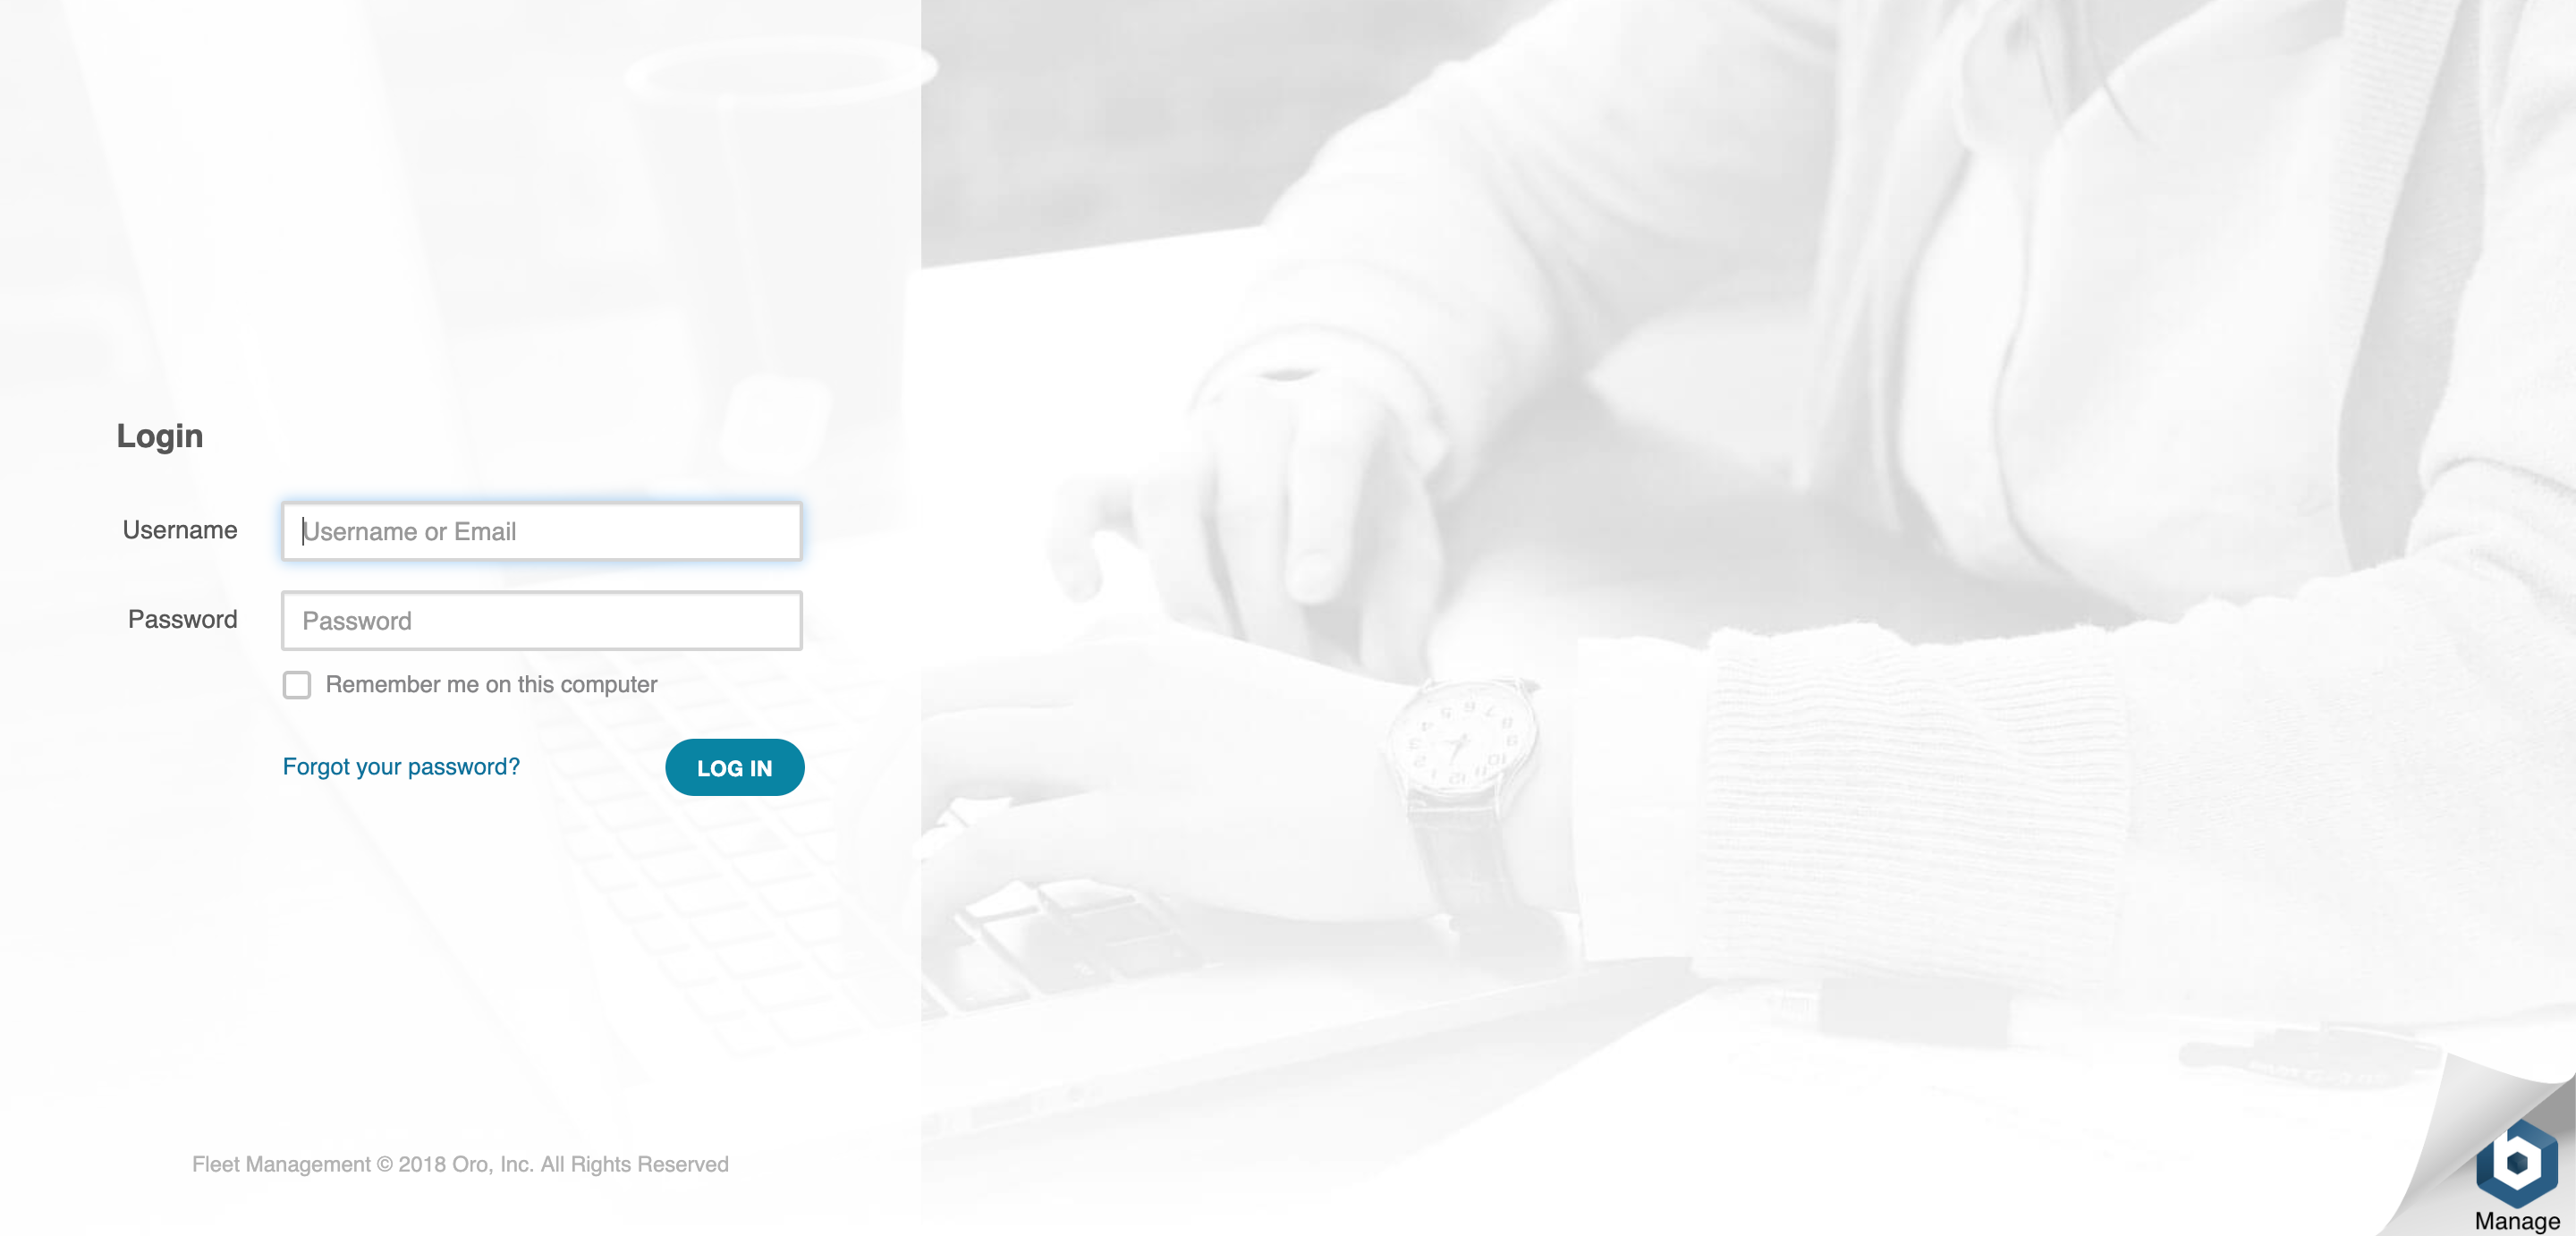 Login
Username
Username or Email
Password
Password
Remember me on this computer
Forgot your password?
LOG IN
Fleet Management © 2018 Oro, Inc. All Rights Reserved
Manage